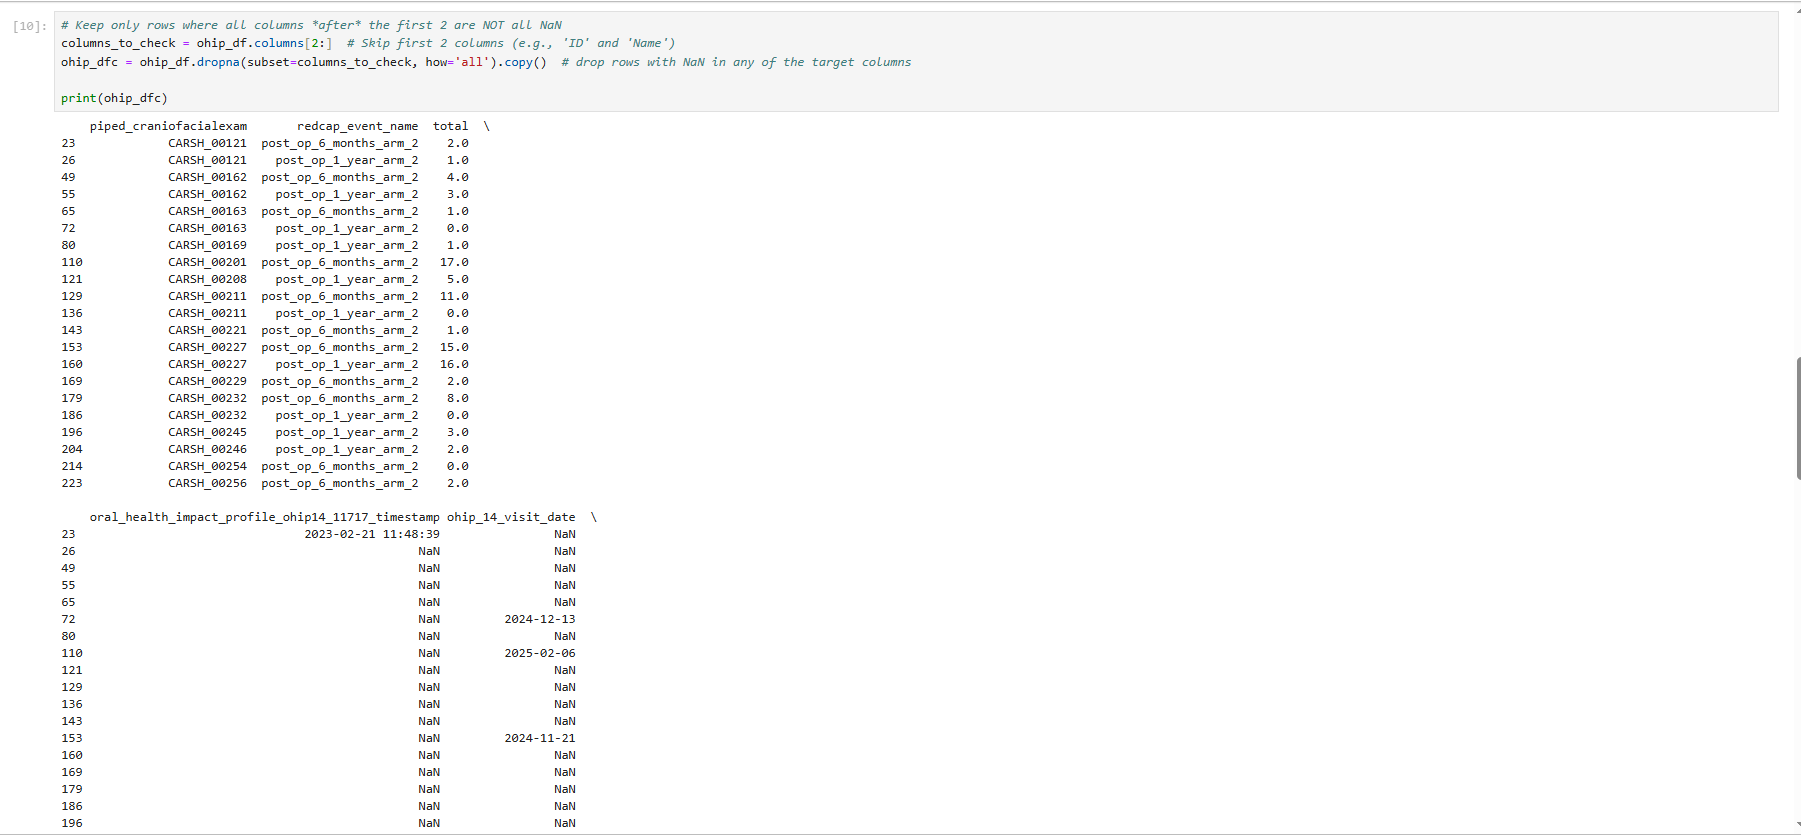 [10]: # Keep only rows where all columns *after* the first 2 are NOT all NaN
columns_to_check = ohip_df.columns[2:]  # Skip first 2 columns (e.g., 'ID' and 'Name')
ohip_dfc = ohip_df.dropna(subset=columns_to_check, how='all').copy()  # drop rows with NaN in any of the target columns
print(ohip_dfc)
piped_craniofacialexam redcap_event_name total \
23 CARSH_00121 post_op_6_months_arm_2 2.0
26 CARSH_00121 post_op_1_year_arm_2 1.0
49 CARSH_00162 post_op_6_months_arm_2 4.0
55 CARSH_00162 post_op_1_year_arm_2 3.0
65 CARSH_00163 post_op_6_months_arm_2 1.0
72 CARSH_00163 post_op_1_year_arm_2 0.0
80 CARSH_00169 post_op_1_year_arm_2 1.0
110 CARSH_00201 post_op_6_months_arm_2 17.0
121 CARSH_00208 post_op_1_year_arm_2 5.0
129 CARSH_00211 post_op_6_months_arm_2 11.0
136 CARSH_00211 post_op_1_year_arm_2 0.0
143 CARSH_00221 post_op_6_months_arm_2 1.0
153 CARSH_00227 post_op_6_months_arm_2 15.0
160 CARSH_00227 post_op_1_year_arm_2 16.0
169 CARSH_00229 post_op_6_months_arm_2 2.0
179 CARSH_00232 post_op_6_months_arm_2 8.0
186 CARSH_00232 post_op_1_year_arm_2 0.0
196 CARSH_00245 post_op_1_year_arm_2 3.0
204 CARSH_00246 post_op_1_year_arm_2 2.0
214 CARSH_00254 post_op_6_months_arm_2 0.0
223 CARSH_00256 post_op_6_months_arm_2 2.0
oral_health_impact_profile_ohip14_11717_timestamp ohip_14_visit_date \
23 2023-02-21 11:48:39 NaN
26 NaN NaN
49 NaN NaN
55 NaN NaN
65 NaN NaN
72 NaN 2024-12-13
80 NaN NaN
110 NaN 2025-02-06
121 NaN NaN
129 NaN NaN
136 NaN NaN
143 NaN NaN
153 NaN 2024-11-21
160 NaN NaN
169 NaN NaN
179 NaN NaN
186 NaN NaN
196 NaN NaN